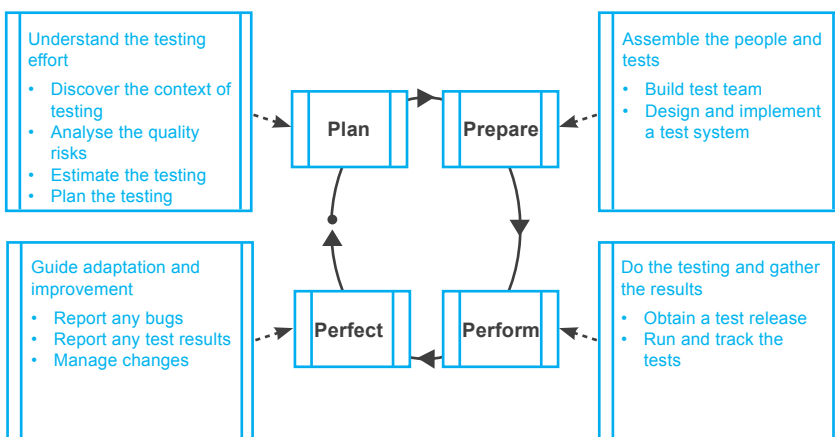 Understand the testing
effort
• Discover the context of
testing
• Analyse the quality
risks
• Estimate the testing
• Plan the testing
Plan
Prepare
Assemble the people and
tests
• Build test team
• Design and implement
a test system
Guide adaptation and
improvement
• Report any bugs
• Report any test results
• Manage changes
Perfect
Perform
Do the testing and gather
the results
• Obtain a test release
• Run and track the
tests